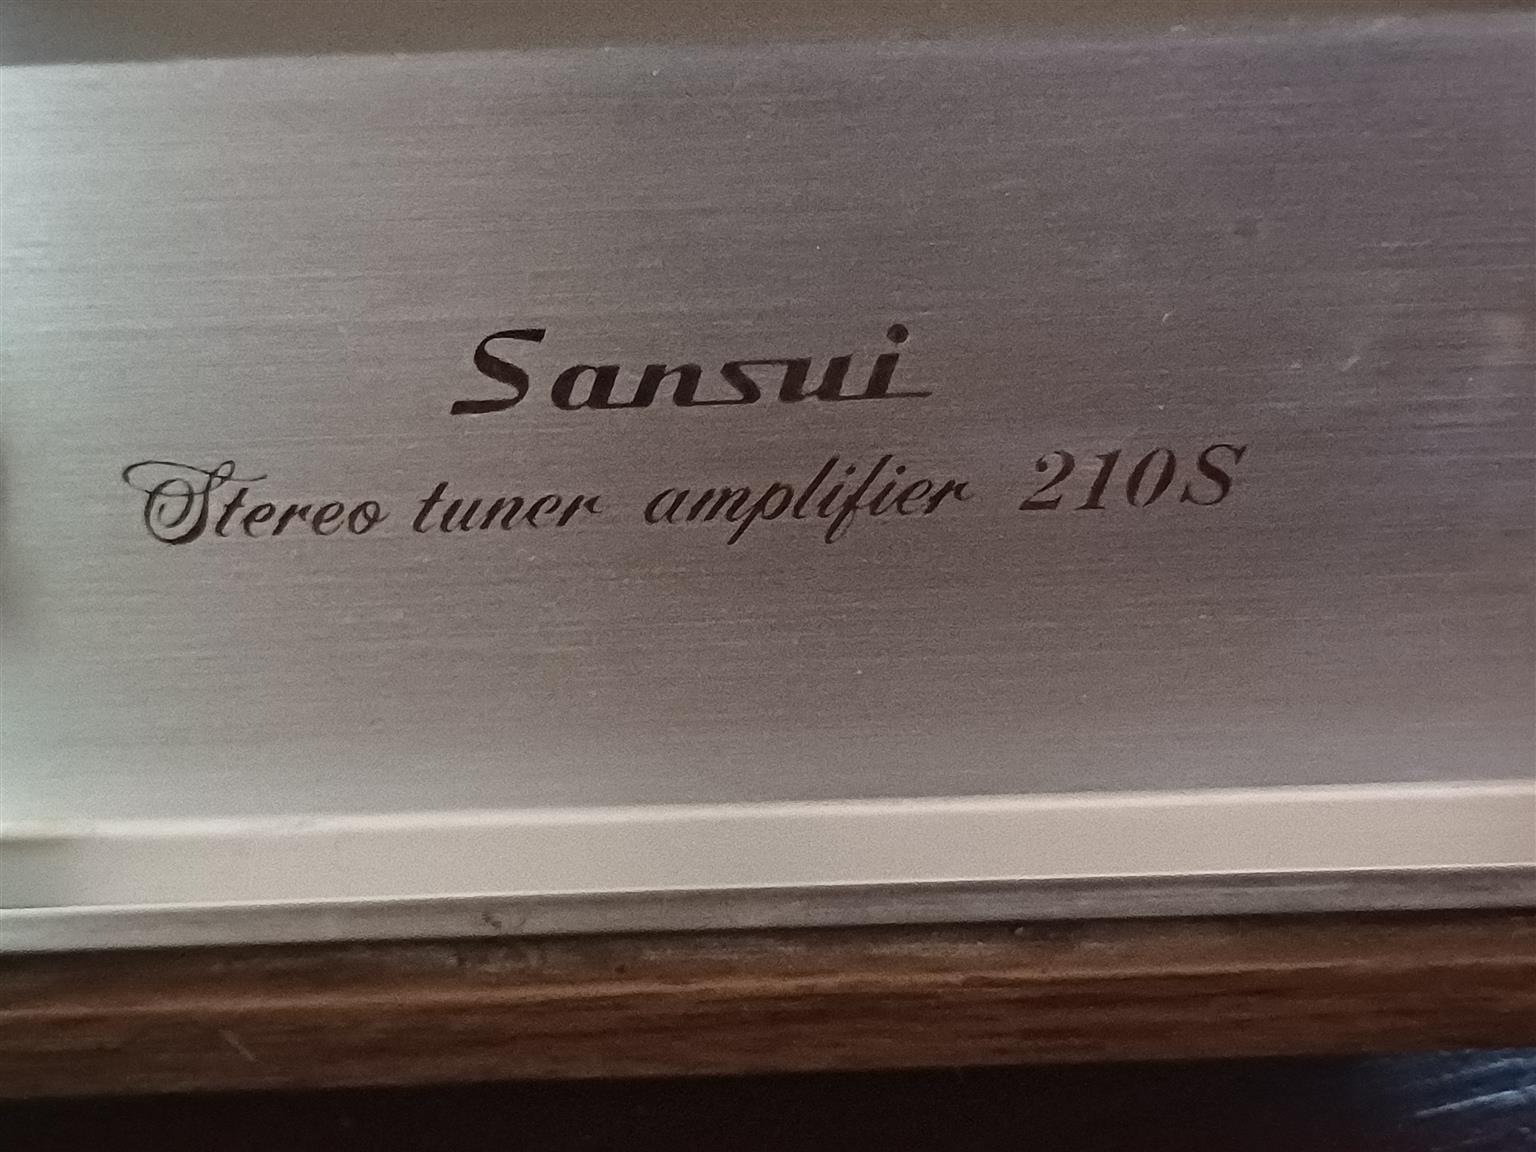 Sansui
Stereo tuner amplifier 210S